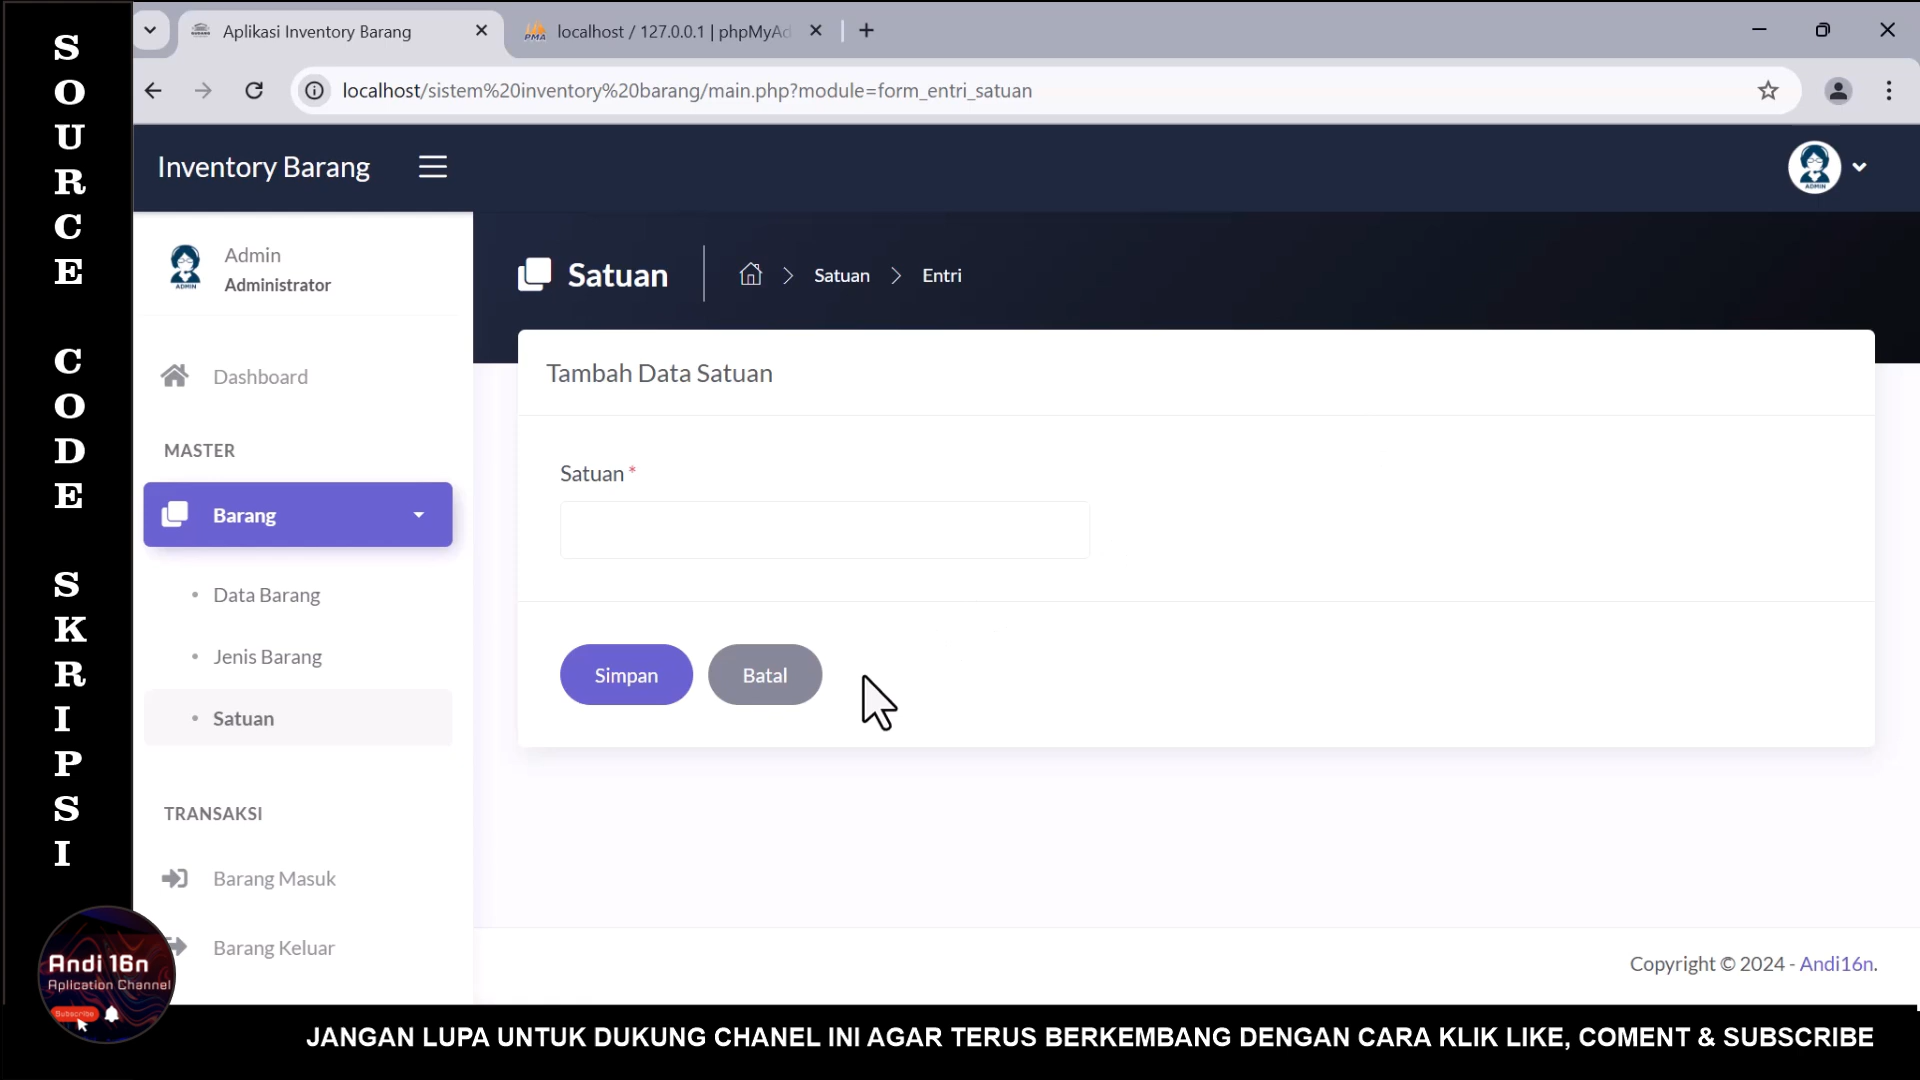 SOURCE CODE SKRIPSI
Aplikasi Inventory Barang
localhost / 127.0.0.1 | phpMyAd
localhost/sistem%20inventory%20barang/main.php?module=form_entri_satuan
Inventory Barang
ADMIN
Admin
Administrator
ADMIN
Satuan
Satuan
Entri
Dashboard
MASTER
Barang
Data Barang
Jenis Barang
Satuan
TRANSAKSI
Barang Masuk
Barang Keluar
Tambah Data Satuan
Satuan *
Simpan
Batal
Copyright © 2024 - Andi16n.
Andi 16n
Aplication Channel
Subscribe
JANGAN LUPA UNTUK DUKUNG CHANEL INI AGAR TERUS BERKEMBANG DENGAN CARA KLIK LIKE, COMENT & SUBSCRIBE